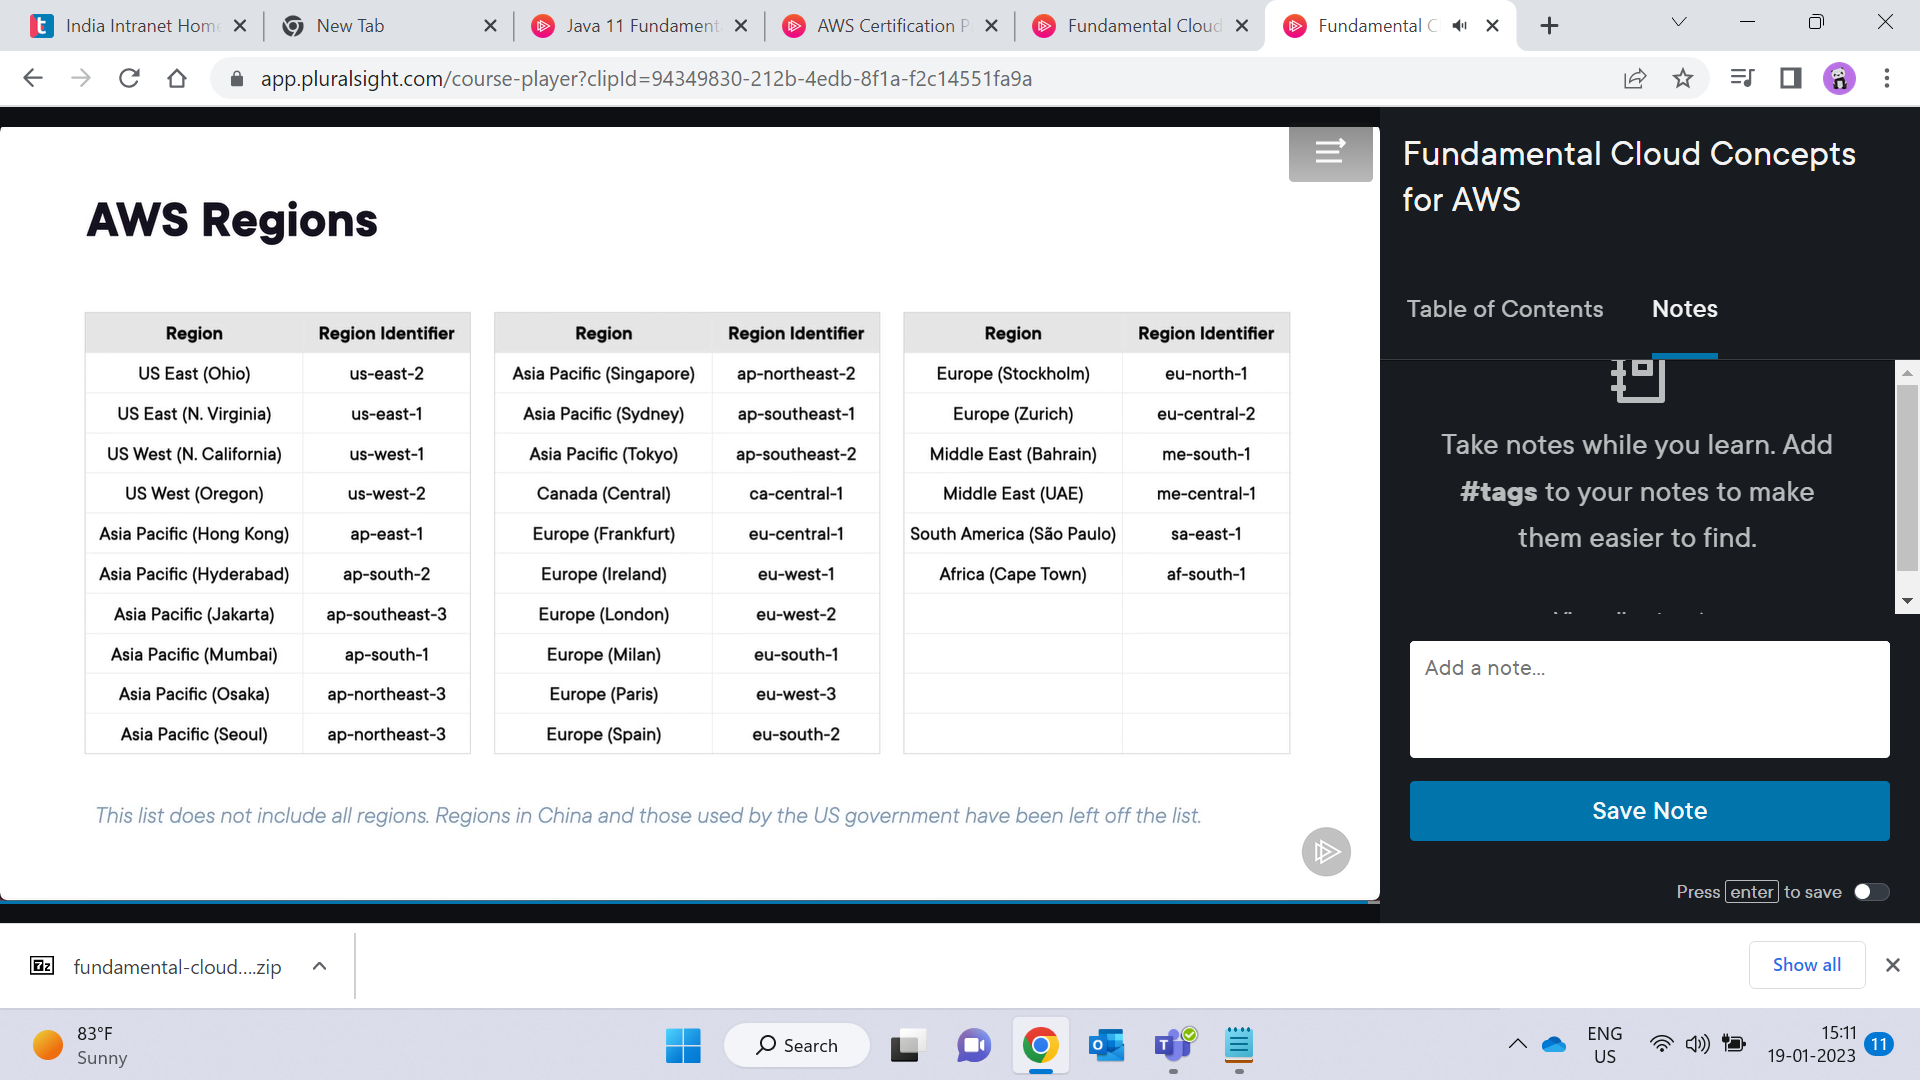 India Intranet Home
New Tab
Java 11 Fundament
AWS Certification P
Fundamental Cloud
Fundamental C
app.pluralsight.com/course-player?clipId=94349830-212b-4edb-8f1a-f2c14551fa9a
AWS Regions
Region Region Identifier
US East (Ohio) us-east-2
US East (N. Virginia) us-east-1
US West (N. California) us-west-1
US West (Oregon) us-west-2
Asia Pacific (Hong Kong) ap-east-1
Asia Pacific (Hyderabad) ap-south-2
Asia Pacific (Jakarta) ap-southeast-3
Asia Pacific (Mumbai) ap-south-1
Asia Pacific (Osaka) ap-northeast-3
Asia Pacific (Seoul) ap-northeast-3
Region Region Identifier
Asia Pacific (Singapore) ap-northeast-2
Asia Pacific (Sydney) ap-southeast-1
Asia Pacific (Tokyo) ap-southeast-2
Canada (Central) ca-central-1
Europe (Frankfurt) eu-central-1
Europe (Ireland) eu-west-1
Europe (London) eu-west-2
Europe (Milan) eu-south-1
Europe (Paris) eu-west-3
Europe (Spain) eu-south-2
Region Region Identifier
Europe (Stockholm) eu-north-1
Europe (Zurich) eu-central-2
Middle East (Bahrain) me-south-1
Middle East (UAE) me-central-1
South America (São Paulo) sa-east-1
Africa (Cape Town) af-south-1
This list does not include all regions. Regions in China and those used by the US government have been left off the list.
Fundamental Cloud Concepts
for AWS
Table of Contents Notes
Take notes while you learn. Add
#tags to your notes to make
them easier to find.
Add a note...
Save Note
Press enter to save
fundamental-cloud....zip
Show all
83°F
Sunny
Search
ENG
US
15:11
19-01-2023
11